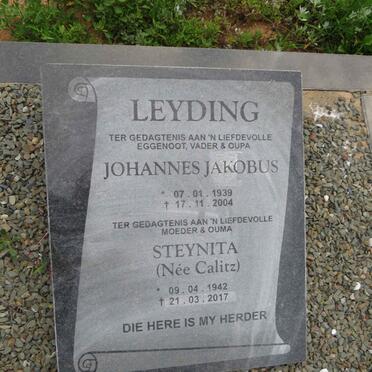 LEYDING
TER GEDAGTENIS AAN 'N LIEFDEVOLLE
EGGENOOT, VADER & OUPA
JOHANNES JAKOBUS
* 07 . 01 . 1939
† 17 . 11 . 2004
TER GEDAGTENIS AAN 'N LIEFDEVOLLE
MOEDER & OUMA
STEYNITA
(Née Calitz)
* 09 . 04 . 1942
† 21 . 03 . 2017
DIE HERE IS MY HERDER